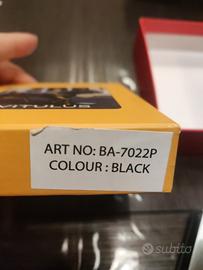 VITULUS
ART NO: BA-7022P
COLOUR : BLACK
subito